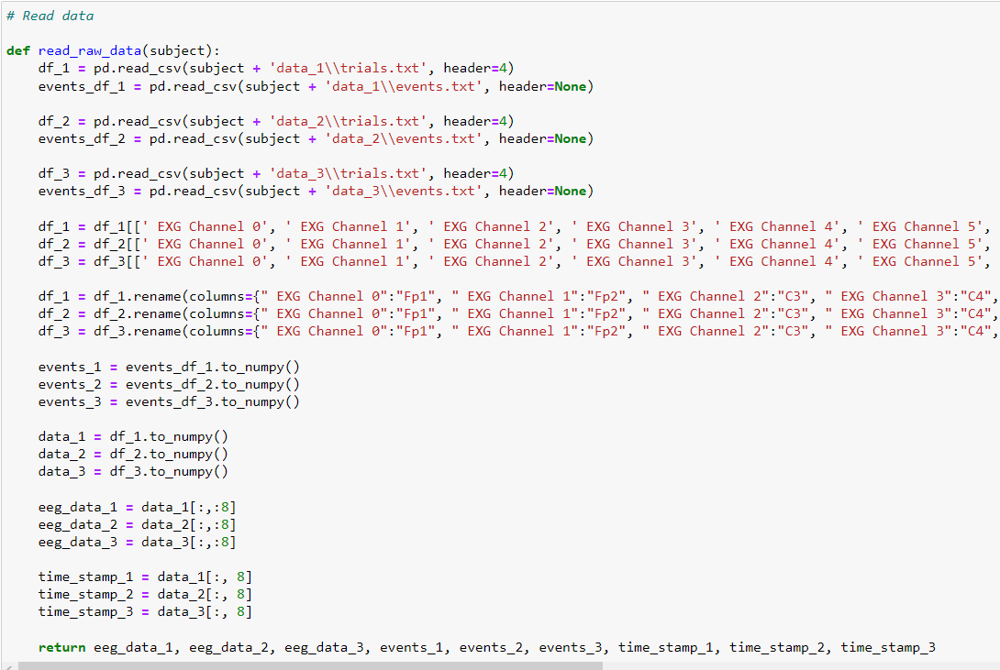 # Read data
def read_raw_data(subject):
    df_1 = pd.read_csv(subject + 'data_1\\trials.txt', header=4)
    events_df_1 = pd.read_csv(subject + 'data_1\\events.txt', header=None)
    df_2 = pd.read_csv(subject + 'data_2\\trials.txt', header=4)
    events_df_2 = pd.read_csv(subject + 'data_2\\events.txt', header=None)
    df_3 = pd.read_csv(subject + 'data_3\\trials.txt', header=4)
    events_df_3 = pd.read_csv(subject + 'data_3\\events.txt', header=None)
    df_1 = df_1[[' EXG Channel 0', ' EXG Channel 1', ' EXG Channel 2', ' EXG Channel 3', ' EXG Channel 4', ' EXG Channel 5',
    df_2 = df_2[[' EXG Channel 0', ' EXG Channel 1', ' EXG Channel 2', ' EXG Channel 3', ' EXG Channel 4', ' EXG Channel 5',
    df_3 = df_3[[' EXG Channel 0', ' EXG Channel 1', ' EXG Channel 2', ' EXG Channel 3', ' EXG Channel 4', ' EXG Channel 5',
    df_1 = df_1.rename(columns={" EXG Channel 0":"Fp1", " EXG Channel 1":"Fp2", " EXG Channel 2":"C3", " EXG Channel 3":"C4",
    df_2 = df_2.rename(columns={" EXG Channel 0":"Fp1", " EXG Channel 1":"Fp2", " EXG Channel 2":"C3", " EXG Channel 3":"C4",
    df_3 = df_3.rename(columns={" EXG Channel 0":"Fp1", " EXG Channel 1":"Fp2", " EXG Channel 2":"C3", " EXG Channel 3":"C4",
    events_1 = events_df_1.to_numpy()
    events_2 = events_df_2.to_numpy()
    events_3 = events_df_3.to_numpy()
    data_1 = df_1.to_numpy()
    data_2 = df_2.to_numpy()
    data_3 = df_3.to_numpy()
    eeg_data_1 = data_1[:,:8]
    eeg_data_2 = data_2[:,:8]
    eeg_data_3 = data_3[:,:8]
    time_stamp_1 = data_1[:, 8]
    time_stamp_2 = data_2[:, 8]
    time_stamp_3 = data_3[:, 8]
    return eeg_data_1, eeg_data_2, eeg_data_3, events_1, events_2, events_3, time_stamp_1, time_stamp_2, time_stamp_3